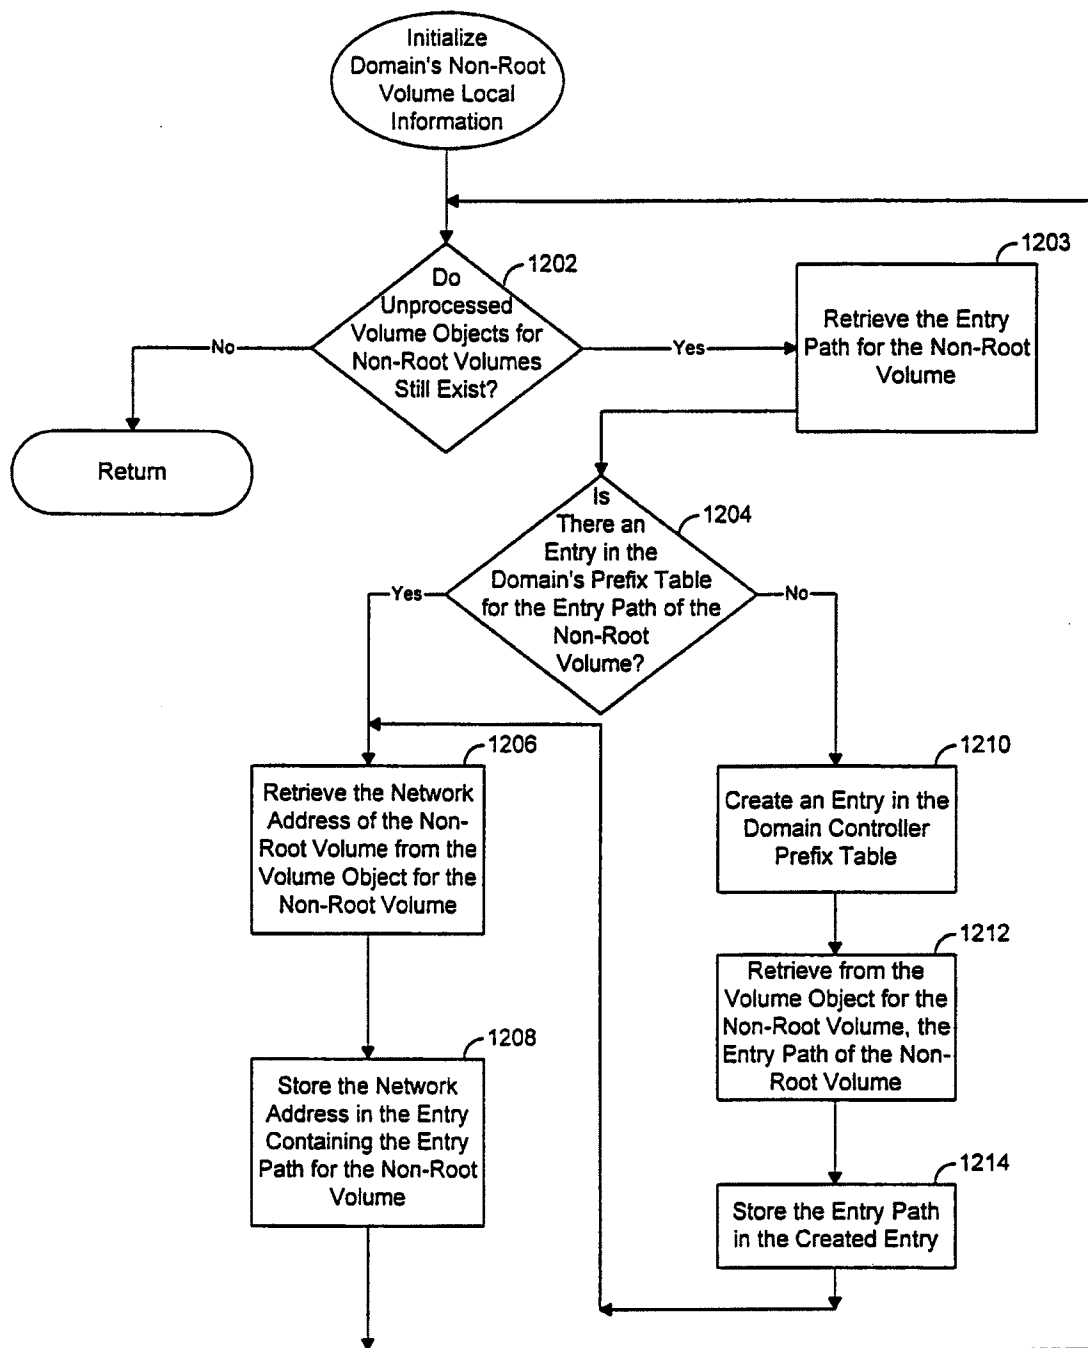 Initialize
Domain's Non-Root
Volume Local
Information
1202
Do
Unprocessed
Volume Objects for
Non-Root Volumes
Still Exist?
No
Yes
1203
Retrieve the Entry
Path for the Non-Root
Volume
Return
1204
Is
There an
Entry in the
Domain's Prefix Table
for the Entry Path of the
Non-Root
Volume?
Yes
No
1206
Retrieve the Network
Address of the Non-
Root Volume from the
Volume Object for the
Non-Root Volume
1210
Create an Entry in the
Domain Controller
Prefix Table
1212
Retrieve from the
Volume Object for the
Non-Root Volume, the
Entry Path of the Non-
Root Volume
1208
Store the Network
Address in the Entry
Containing the Entry
Path for the Non-Root
Volume
1214
Store the Entry Path
in the Created Entry